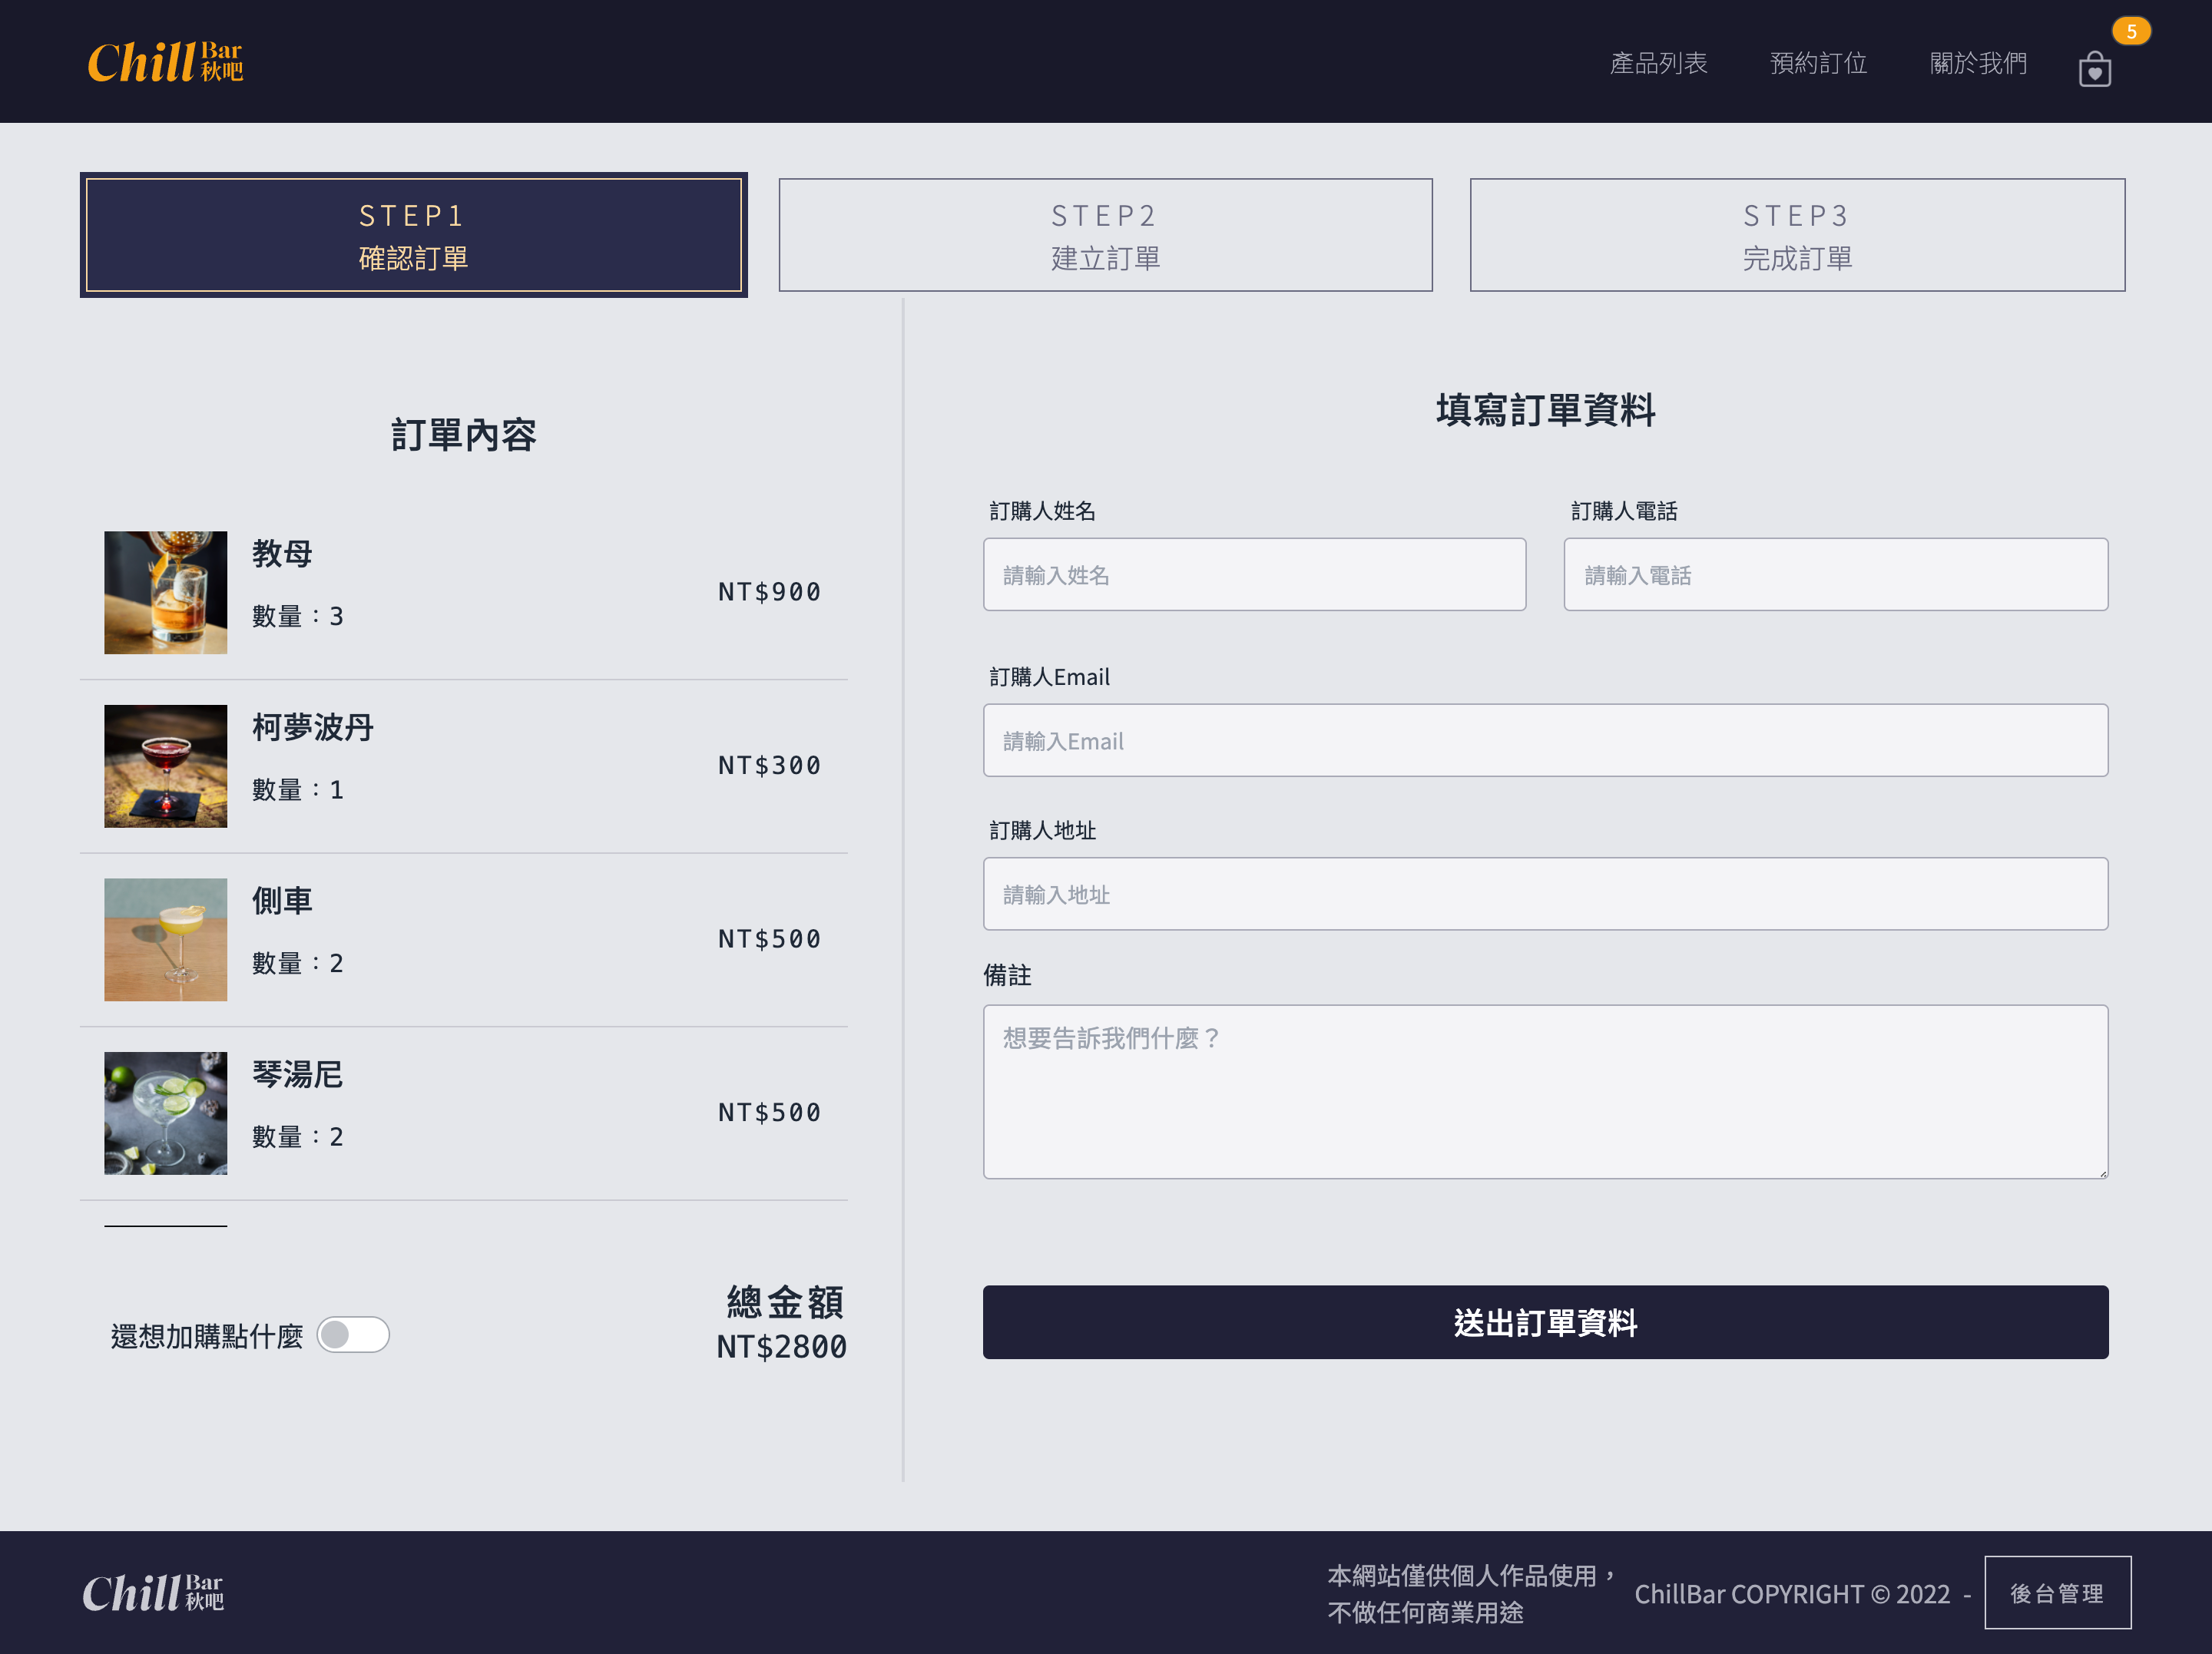 Chill Bar 秋吧
產品列表
預約訂位
關於我們
5
STEP1
確認訂單
STEP2
建立訂單
STEP3
完成訂單
訂單內容
教母
數量：3
NT$900
柯夢波丹
數量：1
NT$300
側車
數量：2
NT$500
琴湯尼
數量：2
NT$500
還想加購點什麼
總金額
NT$2800
填寫訂單資料
訂購人姓名
請輸入姓名
訂購人電話
請輸入電話
訂購人Email
請輸入Email
訂購人地址
請輸入地址
備註
想要告訴我們什麼？
送出訂單資料
Chill Bar 秋吧
本網站僅供個人作品使用，
不做任何商業用途
ChillBar COPYRIGHT © 2022 -
後台管理